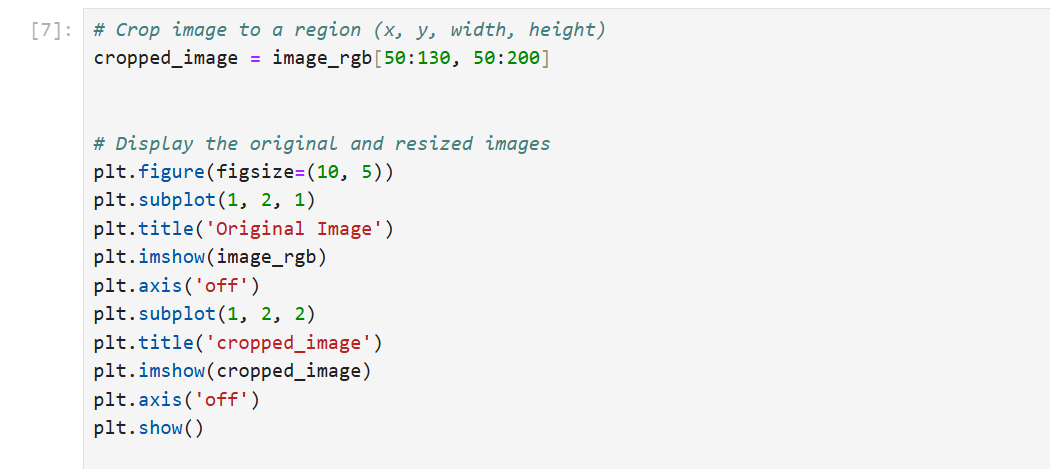 [7]: # Crop image to a region (x, y, width, height)
cropped_image = image_rgb[50:130, 50:200]
# Display the original and resized images
plt.figure(figsize=(10, 5))
plt.subplot(1, 2, 1)
plt.title('Original Image')
plt.imshow(image_rgb)
plt.axis('off')
plt.subplot(1, 2, 2)
plt.title('cropped_image')
plt.imshow(cropped_image)
plt.axis('off')
plt.show()